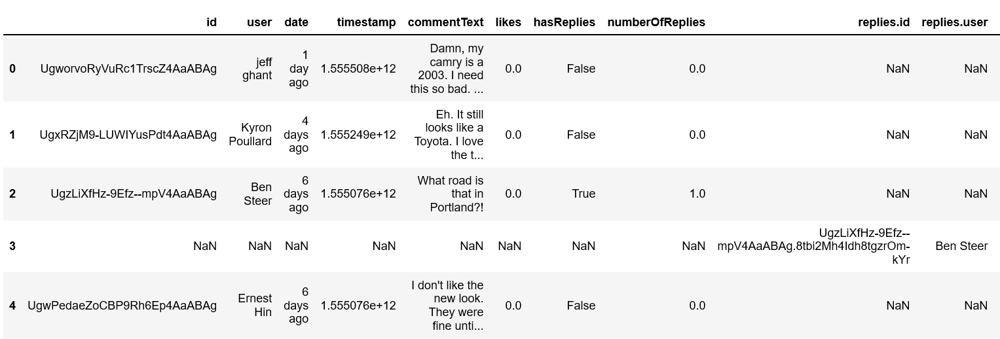 id user date timestamp commentText likes hasReplies numberOfReplies replies.id replies.user
0 UgworvoRyVuRc1TrscZ4AaABAg jeff ghant 1 day ago 1.555508e+12 Damn, my camry is a 2003. I need this so bad. ... 0.0 False 0.0 NaN NaN
1 UgxRZjM9-LUWIYusPdt4AaABAg Kyron Poullard 4 days ago 1.555249e+12 Eh. It still looks like a Toyota. I love the t... 0.0 False 0.0 NaN NaN
2 UgzLiXfHz-9Efz--mpV4AaABAg Ben Steer 6 days ago 1.555076e+12 What road is that in Portland?! 0.0 True 1.0 NaN NaN
3 NaN NaN NaN NaN NaN NaN NaN NaN UgzLiXfHz-9Efz--mpV4AaABAg.8tbi2Mh4Idh8tgzrOm-kYr Ben Steer
4 UgwPedaeZoCBP9Rh6Ep4AaABAg Ernest Hin 6 days ago 1.555076e+12 I don't like the new look. They were fine unti... 0.0 False 0.0 NaN NaN